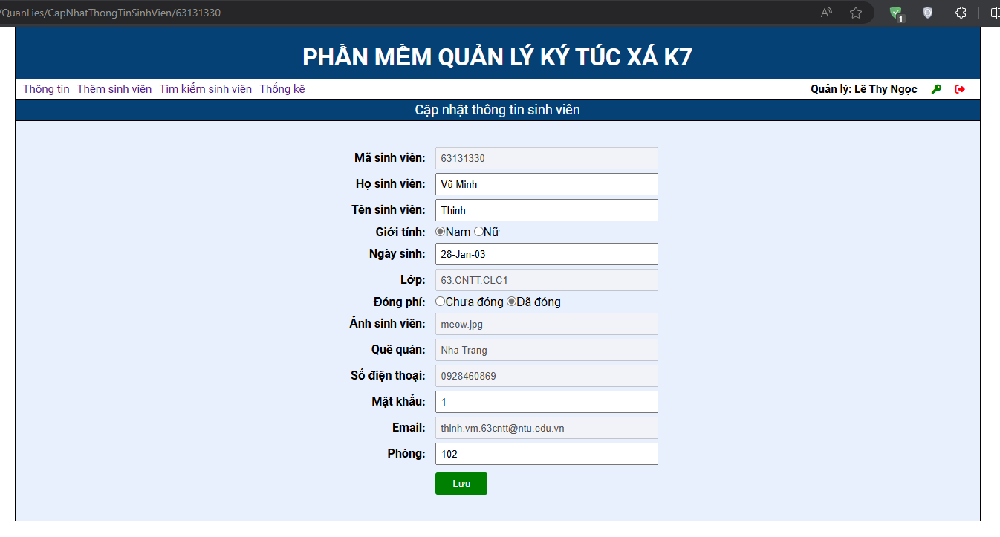 /QuanLies/CapNhatThongTinSinhVien/63131330
1
PHẦN MỀM QUẢN LÝ KÝ TÚC XÁ K7
Thông tin Thêm sinh viên Tìm kiếm sinh viên Thống kê Quản lý: Lê Thy Ngọc
Cập nhật thông tin sinh viên
Mã sinh viên: 63131330
Họ sinh viên: Vũ Minh
Tên sinh viên: Thịnh
Giới tính: Nam Nữ
Ngày sinh: 28-Jan-03
Lớp: 63.CNTT.CLC1
Đóng phí: Chưa đóng Đã đóng
Ảnh sinh viên: meow.jpg
Quê quán: Nha Trang
Số điện thoại: 0928460869
Mật khẩu: 1
Email: thinh.vm.63cntt@ntu.edu.vn
Phòng: 102
Lưu